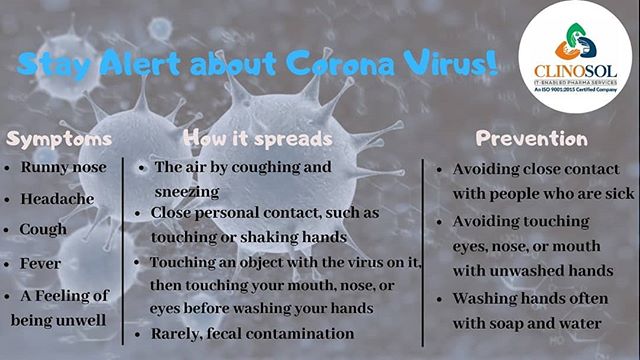 Stay Alert about Corona Virus!
CLINOSOL
IT-ENABLED PHARMA SERVICES
An ISO 9001:2015 Certified Company
Symptoms
• Runny nose
• Headache
• Cough
• Fever
• A Feeling of
being unwell
How it spreads
• The air by coughing and
sneezing
• Close personal contact, such as
touching or shaking hands
• Touching an object with the virus on it,
then touching your mouth, nose, or
eyes before washing your hands
• Rarely, fecal contamination
Prevention
• Avoiding close contact
with people who are sick
• Avoiding touching
eyes, nose, or mouth
with unwashed hands
• Washing hands often
with soap and water